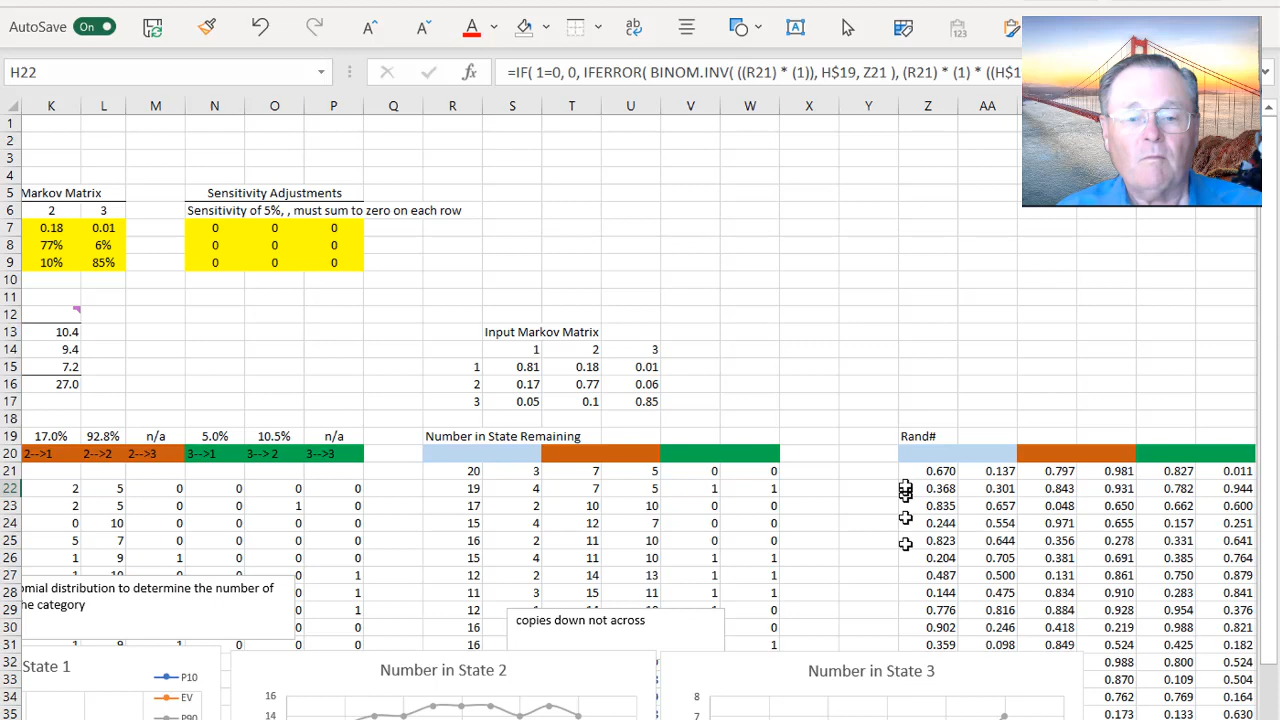 AutoSave On
H22 =IF( 1=0, 0, IFERROR( BINOM.INV( ((R21) * (1)), H$19, Z21 ), (R21) * (1) * ((H$1
K L M N O P Q R S T U V W X Y Z AA
1
2
3
4
5 Markov Matrix Sensitivity Adjustments
6 2 3 Sensitivity of 5%, , must sum to zero on each row
7 0.18 0.01 0 0 0
8 77% 6% 0 0 0
9 10% 85% 0 0 0
10
11
12
13 10.4 Input Markov Matrix
14 9.4 1 2 3
15 7.2 1 0.81 0.18 0.01
16 27.0 2 0.17 0.77 0.06
17 3 0.05 0.1 0.85
18
19 17.0% 92.8% n/a 5.0% 10.5% n/a Number in State Remaining Rand#
20 2-->1 2-->2 2-->3 3-->1 3--> 2 3-->3
21 20 3 7 5 0 0 0.670 0.137 0.797 0.981 0.827 0.011
22 2 5 0 0 0 0 19 4 7 5 1 1 0.368 0.301 0.843 0.931 0.782 0.944
23 2 5 0 0 1 0 17 2 10 10 0 0 0.835 0.657 0.048 0.650 0.662 0.600
24 0 10 0 0 0 0 15 4 12 7 0 0 0.244 0.554 0.971 0.655 0.157 0.251
25 5 7 0 0 0 0 16 2 11 10 0 0 0.823 0.644 0.356 0.278 0.331 0.641
26 1 9 1 0 0 0 15 4 11 10 1 1 0.204 0.705 0.381 0.691 0.385 0.764
27 1 12 2 14 13 1 1 0.487 0.500 0.131 0.861 0.750 0.879
28 1 11 3 15 11 1 1 0.144 0.475 0.834 0.910 0.283 0.841
29 1 12 0.776 0.816 0.884 0.928 0.954 0.376
30 0 16 0 0.902 0.246 0.418 0.219 0.988 0.821
31 1 9 1 0 0 0 16 1 0.359 0.098 0.849 0.524 0.425 0.182
32 0.988 0.800 0.524
33 0.870 0.109 0.504
34 0.762 0.769 0.164
35 0.173 0.133 0.630
omial distribution to determine the number of
he category
copies down not across
State 1
P10
EV
P90
Number in State 2
16
14
Number in State 3
8
7